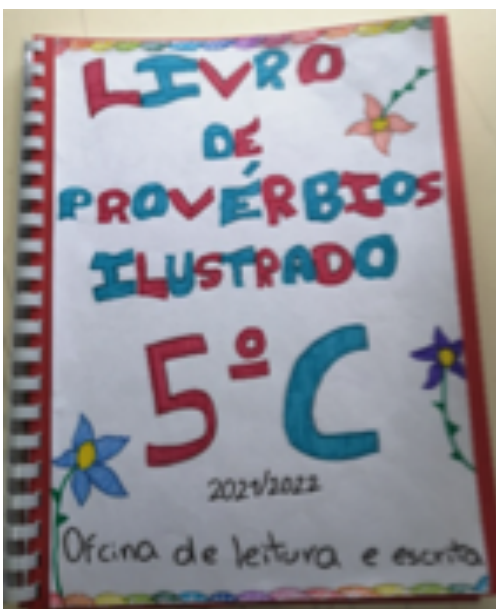 LIVRO
DE
PROVÉRBIOS
ILUSTRADO
5º C
2021/2022
Oficina de leitura e escrita